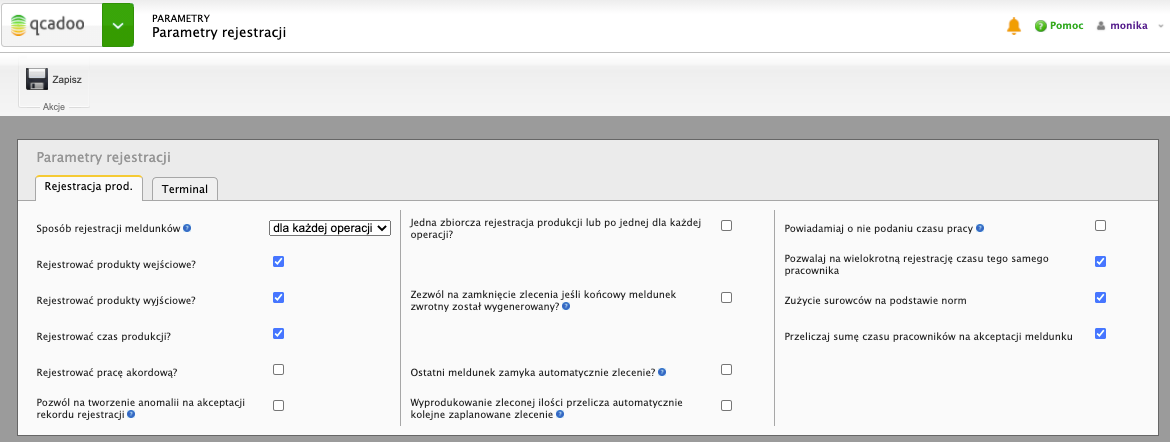 qcadoo
PARAMETRY
Parametry rejestracji
Pomoc
monika
Zapisz
Akcje
Parametry rejestracji
Rejestracja prod.
Terminal
Sposób rejestracji meldunków ?
dla każdej operacji
Rejestrować produkty wejściowe?
Rejestrować produkty wyjściowe?
Rejestrować czas produkcji?
Rejestrować pracę akordową?
Pozwól na tworzenie anomalii na akceptacji
rekordu rejestracji ?
Jedna zbiorcza rejestracja produkcji lub po jednej dla każdej
operacji?
Zezwól na zamknięcie zlecenia jeśli końcowy meldunek
zwrotny został wygenerowany? ?
Ostatni meldunek zamyka automatycznie zlecenie? ?
Wyprodukowanie zleconej ilości przelicza automatycznie
kolejne zaplanowane zlecenie ?
Powiadamiaj o nie podaniu czasu pracy ?
Pozwalaj na wielokrotną rejestrację czasu tego samego
pracownika
Zużycie surowców na podstawie norm
Przeliczaj sumę czasu pracowników na akceptacji meldunku